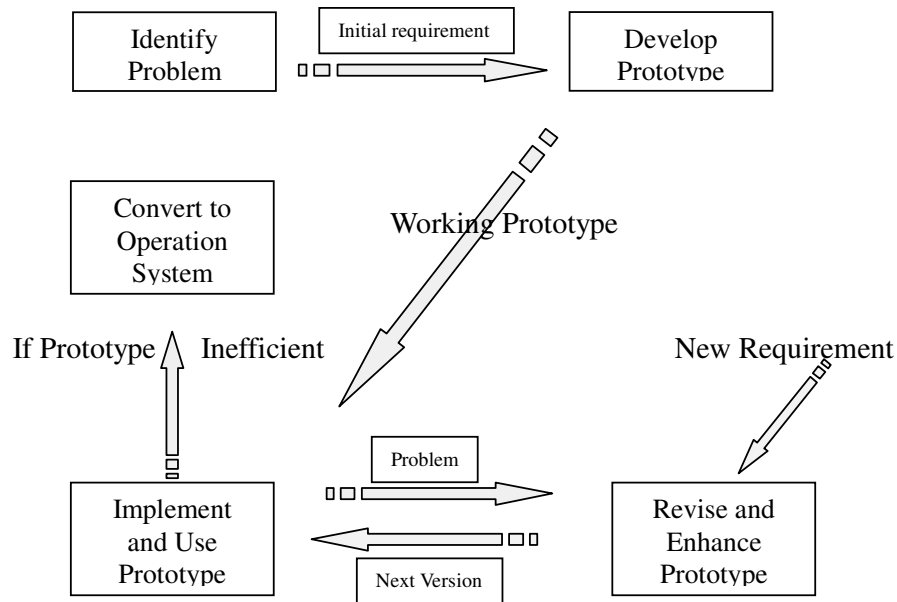 Identify
Problem
Initial requirement
Develop
Prototype
Convert to
Operation
System
Working Prototype
If Prototype Inefficient
New Requirement
Problem
Implement
and Use
Prototype
Revise and
Enhance
Prototype
Next Version